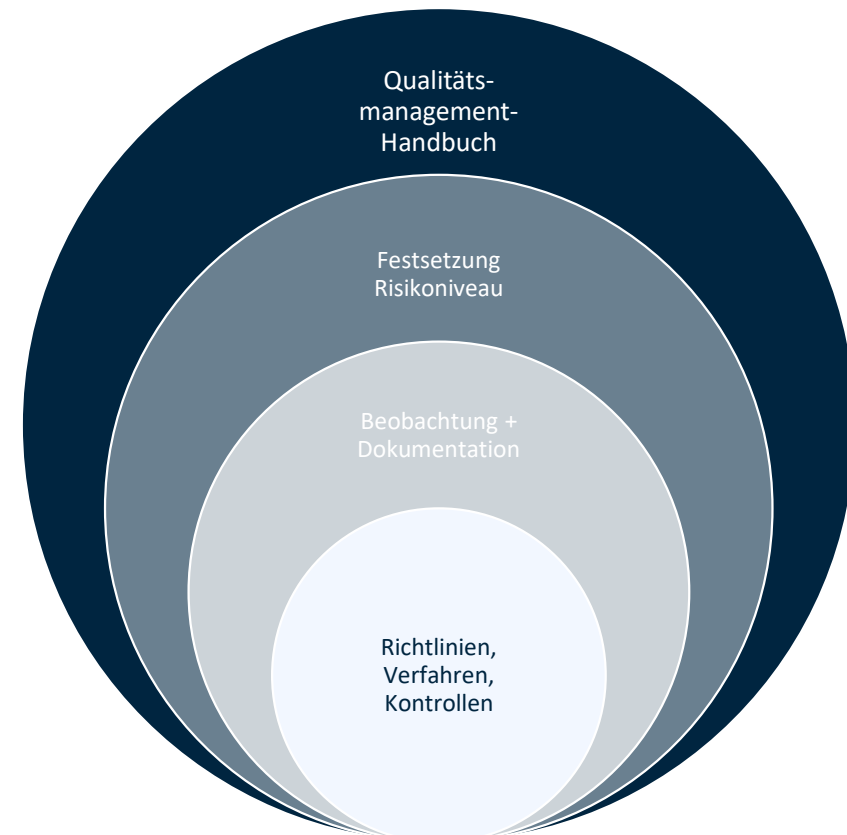 Qualitäts-
management-
Handbuch
Festsetzung
Risikoniveau
Beobachtung +
Dokumentation
Richtlinien,
Verfahren,
Kontrollen